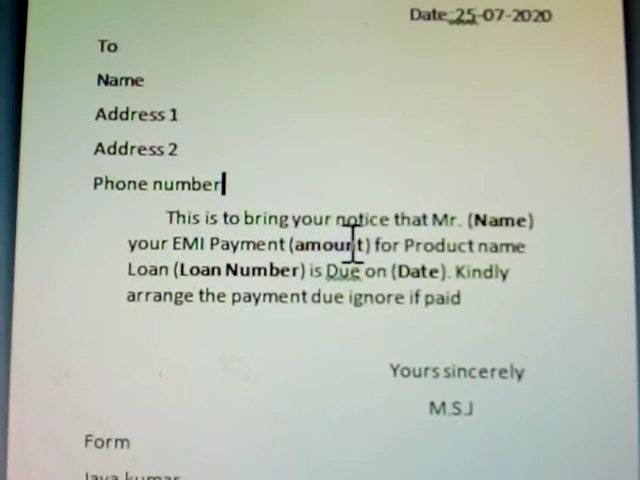 Date:25-07-2020
To
Name
Address 1
Address 2
Phone number
This is to bring your notice that Mr. (Name)
your EMI Payment (amount) for Product name
Loan (Loan Number) is Due on (Date). Kindly
arrange the payment due ignore if paid
Yours sincerely
M.S.J
Form
Jaya kumar